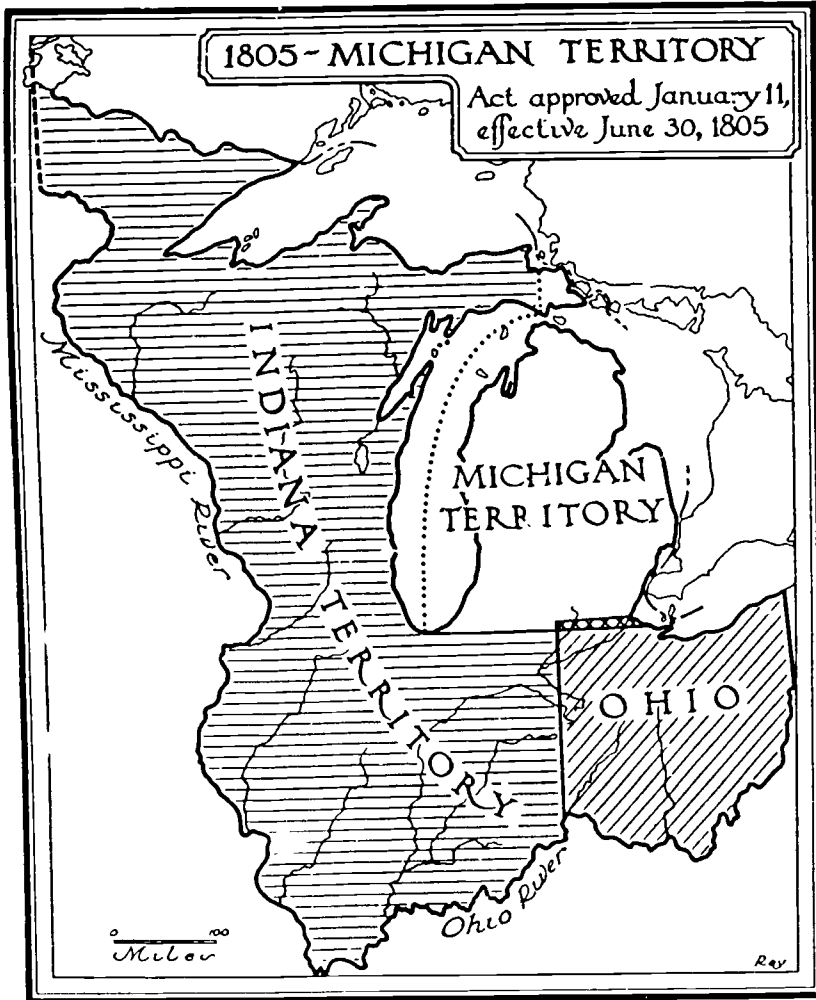 1805 - MICHIGAN TERRITORY
Act approved January 11,
effective June 30, 1805
Mississippi River
INDIANA TERRITORY
MICHIGAN
TERRITORY
OHIO
Ohio River
0 100
Miles
Ray